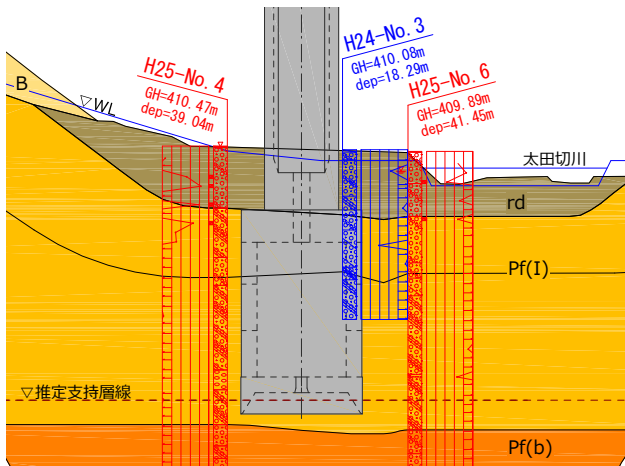 H24-No.3
GH=410.08m
dep=18.29m
H25-No.4
GH=410.47m
dep=39.04m
H25-No.6
GH=409.89m
dep=41.45m
B
▽WL
太田切川
rd
Pf(I)
▽推定支持層線
Pf(b)